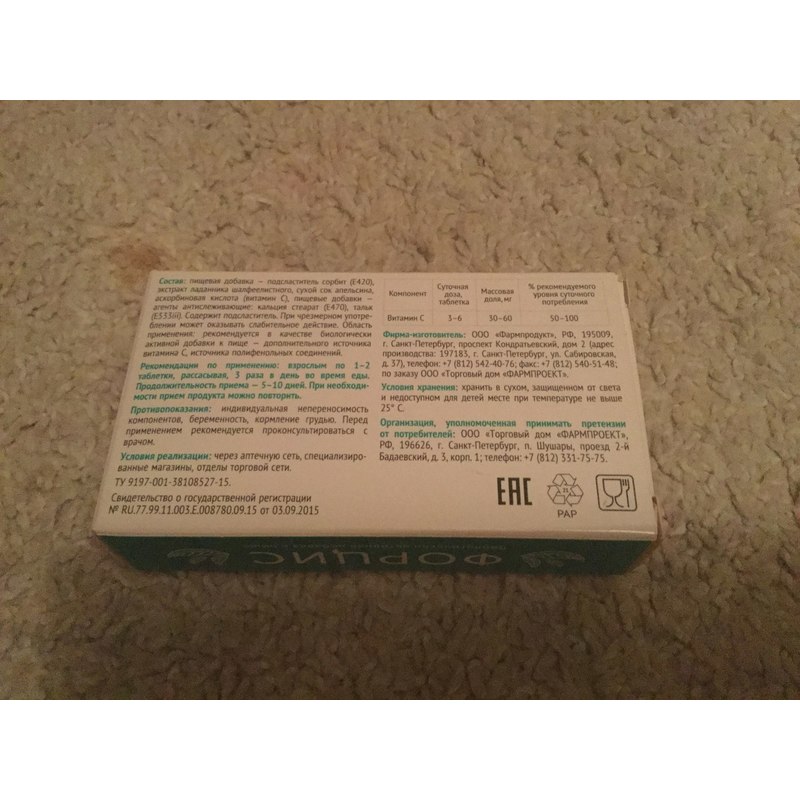 Состав: пищевая добавка — подсластитель сорбит (Е420),
экстракт ладанника шалфеелистного, сухой сок апельсина,
аскорбиновая кислота (витамин С), пищевые добавки —
агенты антислеживающие: кальция стеарат (Е470), тальк
(Е553iii). Содержит подсластитель. При чрезмерном употре-
блении может оказывать слабительное действие. Область
применения: рекомендуется в качестве биологически
активной добавки к пище — дополнительного источника
витамина С, источника полифенольных соединений.
Рекомендации по применению: взрослым по 1–2
таблетки, рассасывая, 3 раза в день во время еды.
Продолжительность приема — 5–10 дней. При необходи-
мости прием продукта можно повторить.
Противопоказания: индивидуальная непереносимость
компонентов, беременность, кормление грудью. Перед
применением рекомендуется проконсультироваться с
врачом.
Условия реализации: через аптечную сеть, специализиро-
ванные магазины, отделы торговой сети.
ТУ 9197-001-38108527-15.
Свидетельство о государственной регистрации
№ RU.77.99.11.003.Е.008780.09.15 от 03.09.2015
Компонент Суточная доза, таблетка Массовая доля, мг % рекомендуемого уровня суточного потребления
Витамин С 3–6 30–60 50–100
Фирма-изготовитель: ООО «Фармпродукт», РФ, 195009,
г. Санкт-Петербург, проспект Кондратьевский, дом 2 (адрес
производства: 197183, г. Санкт-Петербург, ул. Сабировская,
д. 37), телефон: +7 (812) 542-40-76; факс: +7 (812) 540-51-48;
по заказу ООО «Торговый дом «ФАРМПРОЕКТ».
Условия хранения: хранить в сухом, защищенном от света
и недоступном для детей месте при температуре не выше
25° С.
Организация, уполномоченная принимать претензии
от потребителей: ООО «Торговый дом «ФАРМПРОЕКТ»,
РФ, 196626, г. Санкт-Петербург, п. Шушары, проезд 2-й
Бадаевский, д. 3, корп. 1; телефон: +7 (812) 331-75-75.
ЕАС
21
PAP
ФОРЦИС